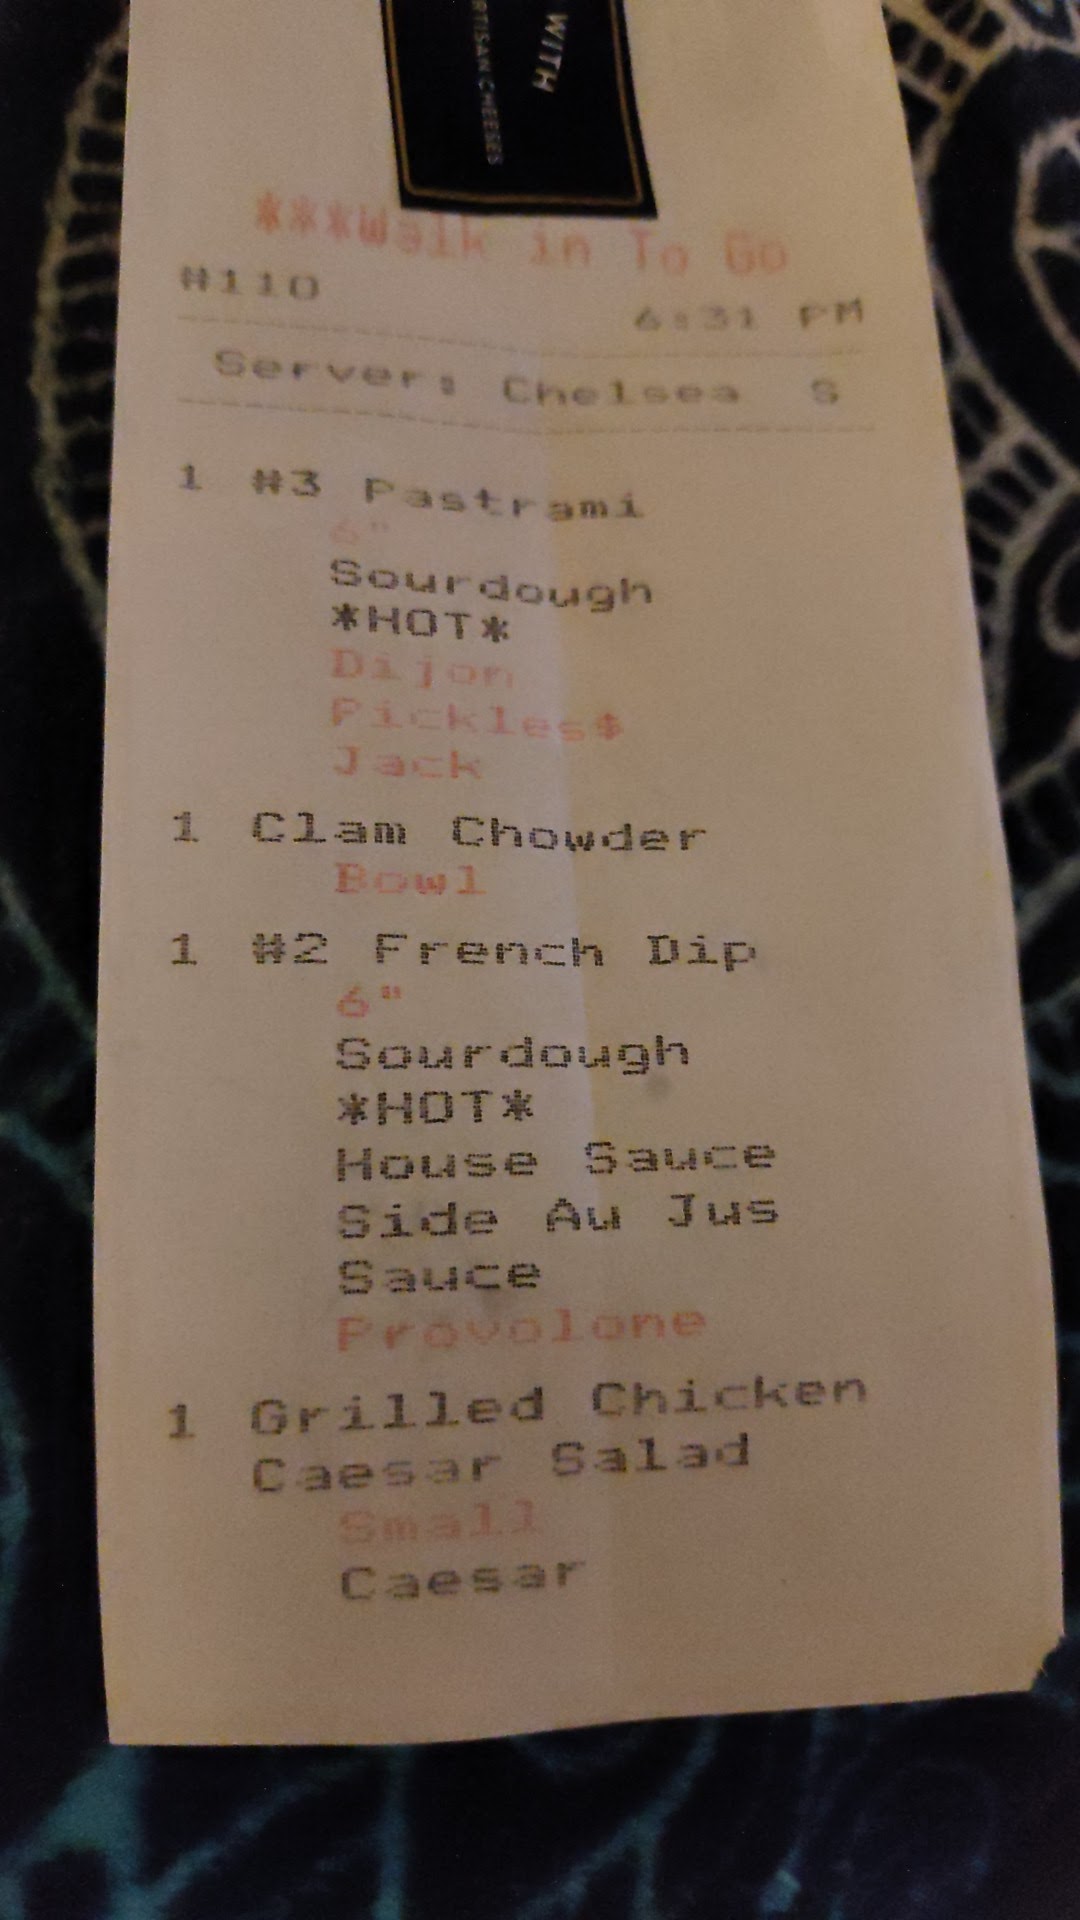 WITH
RTISAN CHEESES
***Walk in To Go
#110 6:31 PM
Server: Chelsea S
1 #3 Pastrami
6"
Sourdough
*HOT*
Dijon
Pickles$
Jack
1 Clam Chowder
Bowl
1 #2 French Dip
6"
Sourdough
*HOT*
House Sauce
Side Au Jus
Sauce
Provolone
1 Grilled Chicken
Caesar Salad
Small
Caesar